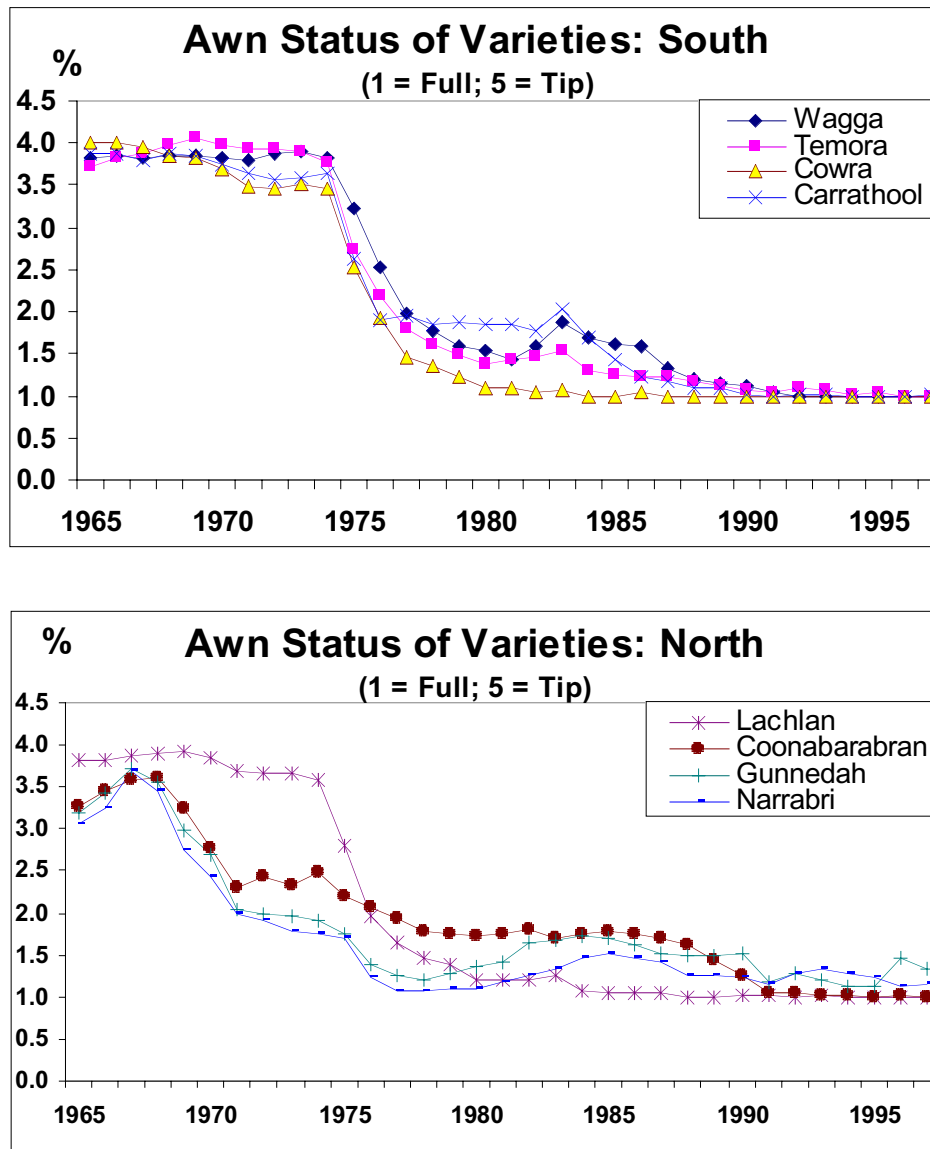 Awn Status of Varieties: South
(1 = Full; 5 = Tip)
%
4.5
4.0
3.5
3.0
2.5
2.0
1.5
1.0
0.5
0.0
1965 1970 1975 1980 1985 1990 1995
Wagga
Temora
Cowra
Carrathool
Awn Status of Varieties: North
(1 = Full; 5 = Tip)
%
4.5
4.0
3.5
3.0
2.5
2.0
1.5
1.0
0.5
0.0
1965 1970 1975 1980 1985 1990 1995
Lachlan
Coonabarabran
Gunnedah
Narrabri